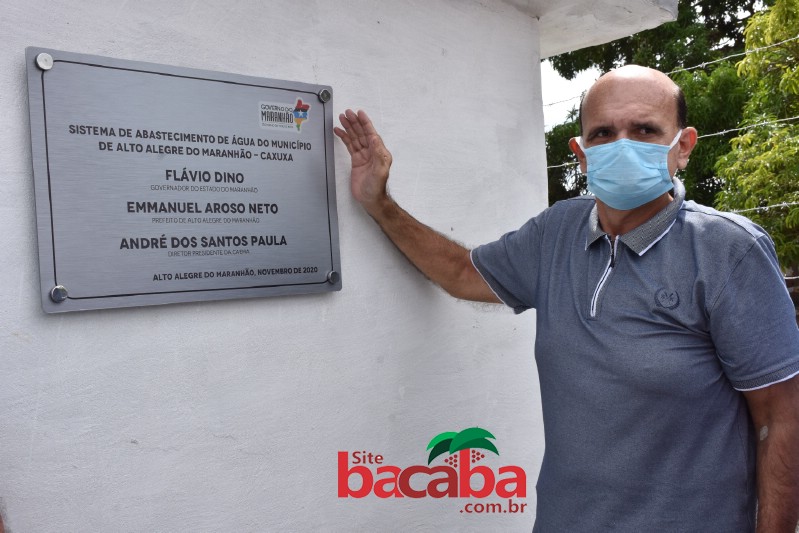 GOVERNO DO
MARANHÃO
SISTEMA DE ABASTECIMENTO DE ÁGUA DO MUNICÍPIO
DE ALTO ALEGRE DO MARANHÃO - CAXUXA
FLÁVIO DINO
GOVERNADOR DO ESTADO DO MARANHÃO
EMMANUEL AROSO NETO
PREFEITO DE ALTO ALEGRE DO MARANHÃO
ANDRÉ DOS SANTOS PAULA
DIRETOR PRESIDENTE DA CAEMA
ALTO ALEGRE DO MARANHÃO, NOVEMBRO DE 2020
Site
bacaba
.com.br